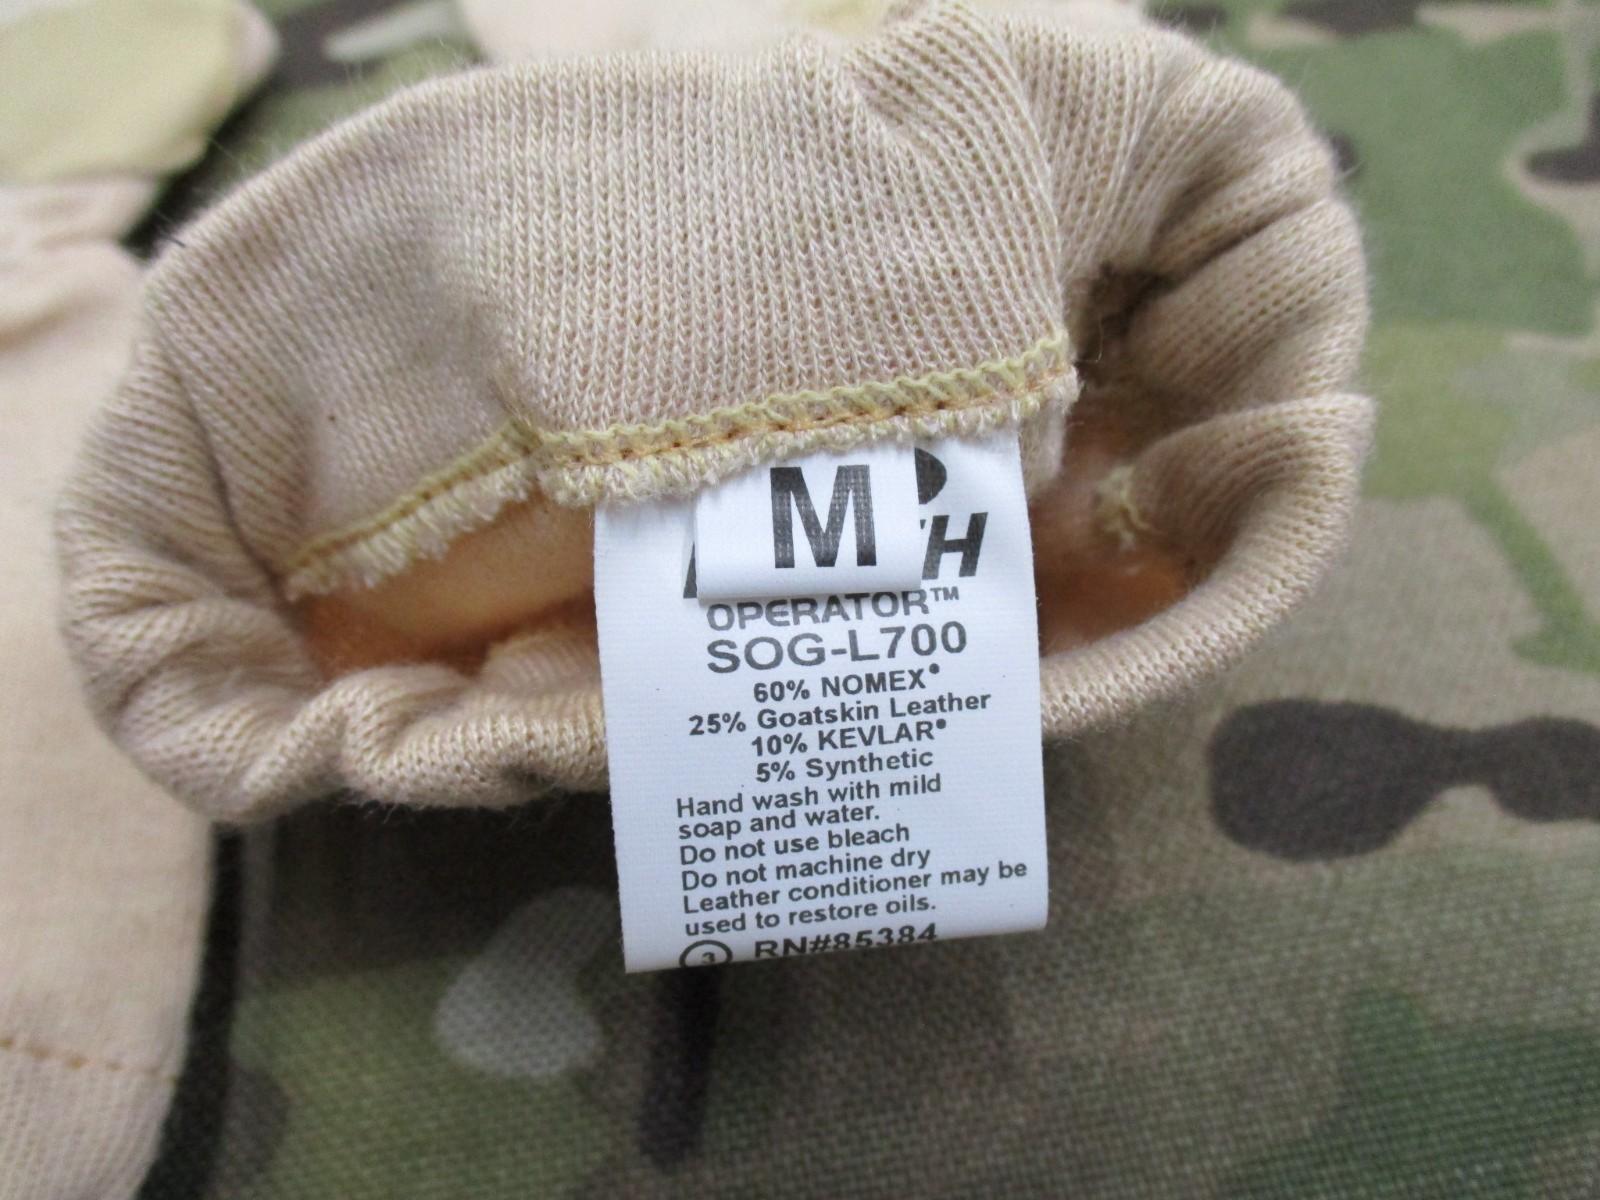 M
H
OPERATOR™
SOG-L700
60% NOMEX®
25% Goatskin Leather
10% KEVLAR®
5% Synthetic
Hand wash with mild
soap and water.
Do not use bleach
Do not machine dry
Leather conditioner may be
used to restore oils.
3 RN#85384